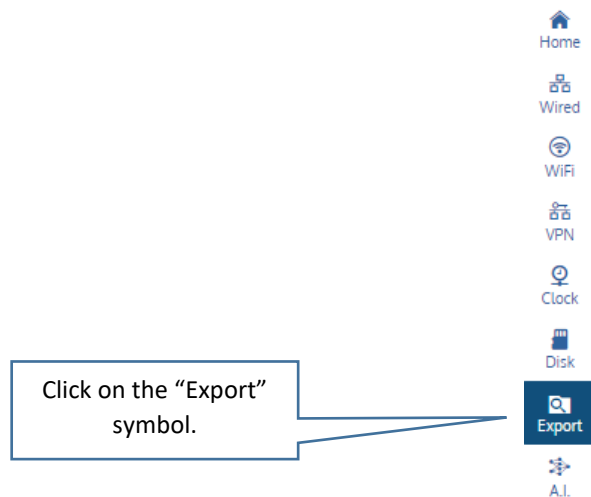 Home
Wired
WiFi
VPN
Clock
Disk
Click on the “Export”
symbol.
Export
A.I.